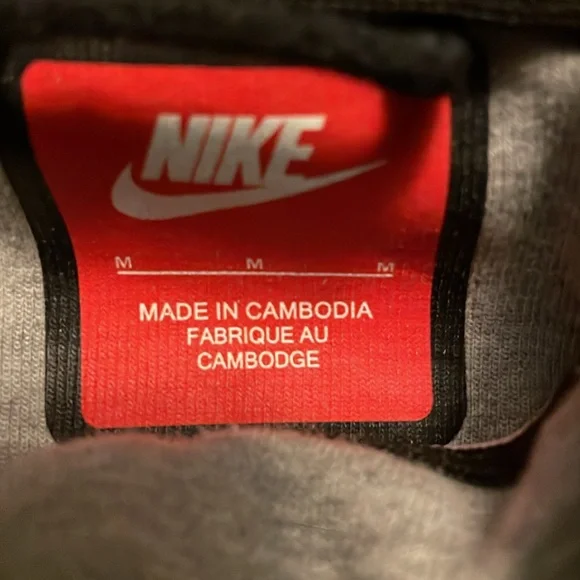 NIKE
M M M
MADE IN CAMBODIA
FABRIQUE AU
CAMBODGE